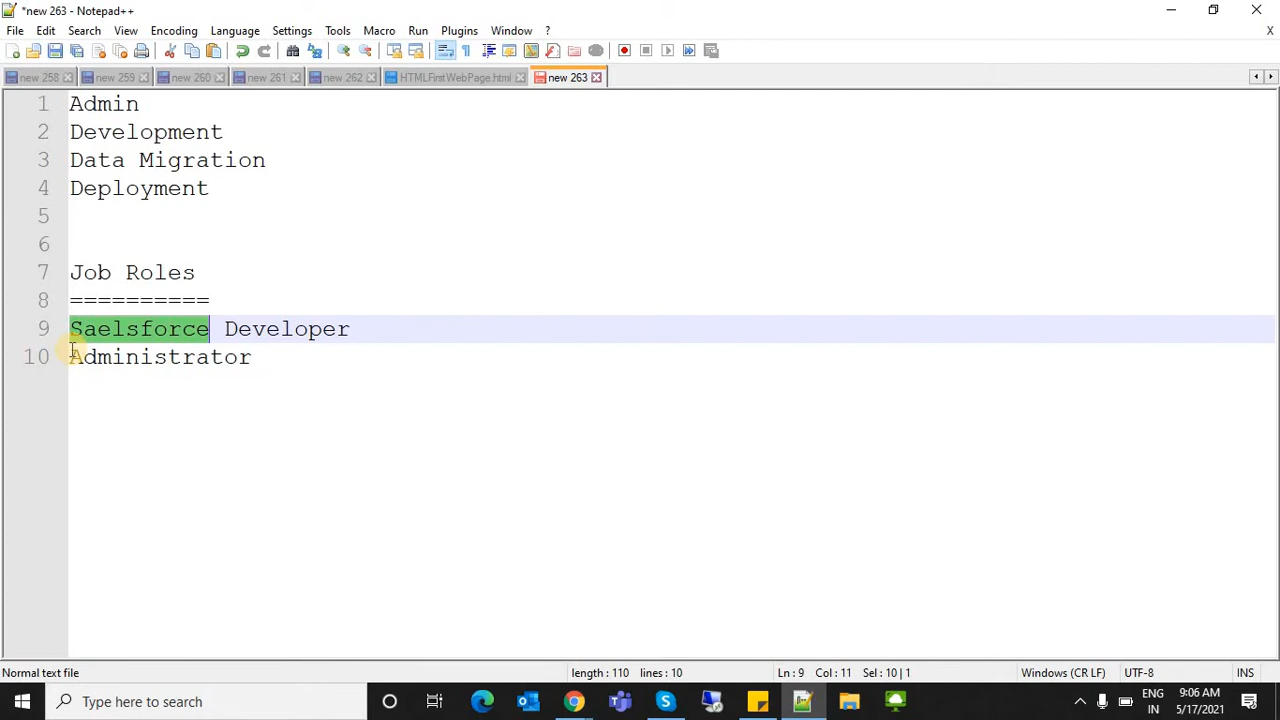 *new 263 - Notepad++
File Edit Search View Encoding Language Settings Tools Macro Run Plugins Window ? X
new 258 new 259 new 260 new 261 new 262 HTMLFirstWebPage.html new 263
1 Admin
2 Development
3 Data Migration
4 Deployment
5
6
7 Job Roles
8 ==========
9 Saelsforce Developer
10 Administrator
Normal text file length : 110 lines : 10 Ln : 9 Col : 11 Sel : 10 | 1 Windows (CR LF) UTF-8 INS
Type here to search ENG 9:06 AM
IN 5/17/2021